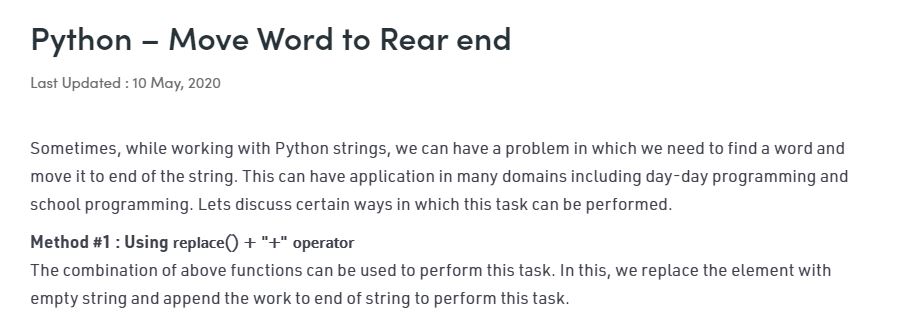 Python – Move Word to Rear end
Last Updated : 10 May, 2020
Sometimes, while working with Python strings, we can have a problem in which we need to find a word and
move it to end of the string. This can have application in many domains including day-day programming and
school programming. Lets discuss certain ways in which this task can be performed.
Method #1 : Using replace() + "+" operator
The combination of above functions can be used to perform this task. In this, we replace the element with
empty string and append the work to end of string to perform this task.